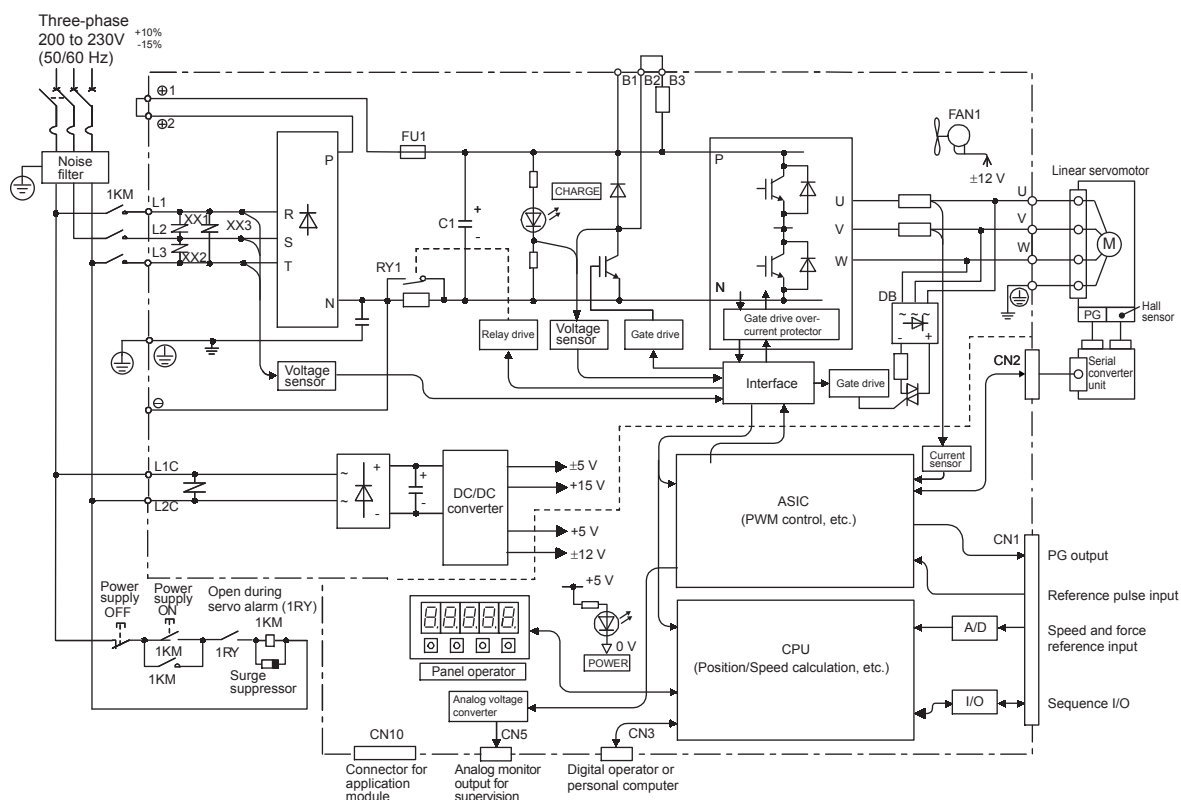 Three-phase
200 to 230V +10%
-15%
(50/60 Hz)
B1 B2 B3
⊕1
⊕2
FU1
FAN1
±12 V
Linear servomotor
Noise
filter
P
P
CHARGE
1KM
L1
R
XX1
XX3
L2
S
L3
XX2
T
C1
+
-
U
V
W
U
V
W
M
RY1
N
N
DB
~ ~ ~
- +
PG
Hall
sensor
Relay drive
Voltage
sensor
Gate drive
Gate drive over-
current protector
CN2
Serial
converter
unit
Voltage
sensor
Interface
Gate drive
⊖
Current
sensor
L1C
L2C
~
~
+
-
+
-
DC/DC
converter
±5 V
+15 V
+5 V
±12 V
ASIC
(PWM control, etc.)
CN1
PG output
Reference pulse input
Power
supply
OFF
Power
supply
ON
Open during
servo alarm (1RY)
1KM
1KM
1RY
1KM
Surge
suppressor
8.8.8.8.8.
Panel operator
+5 V
0 V
POWER
CPU
(Position/Speed calculation, etc.)
A/D
Speed and force
reference input
Analog voltage
converter
I/O
Sequence I/O
CN10
CN5
CN3
Connector for
application
module
Analog monitor
output for
supervision
Digital operator or
personal computer